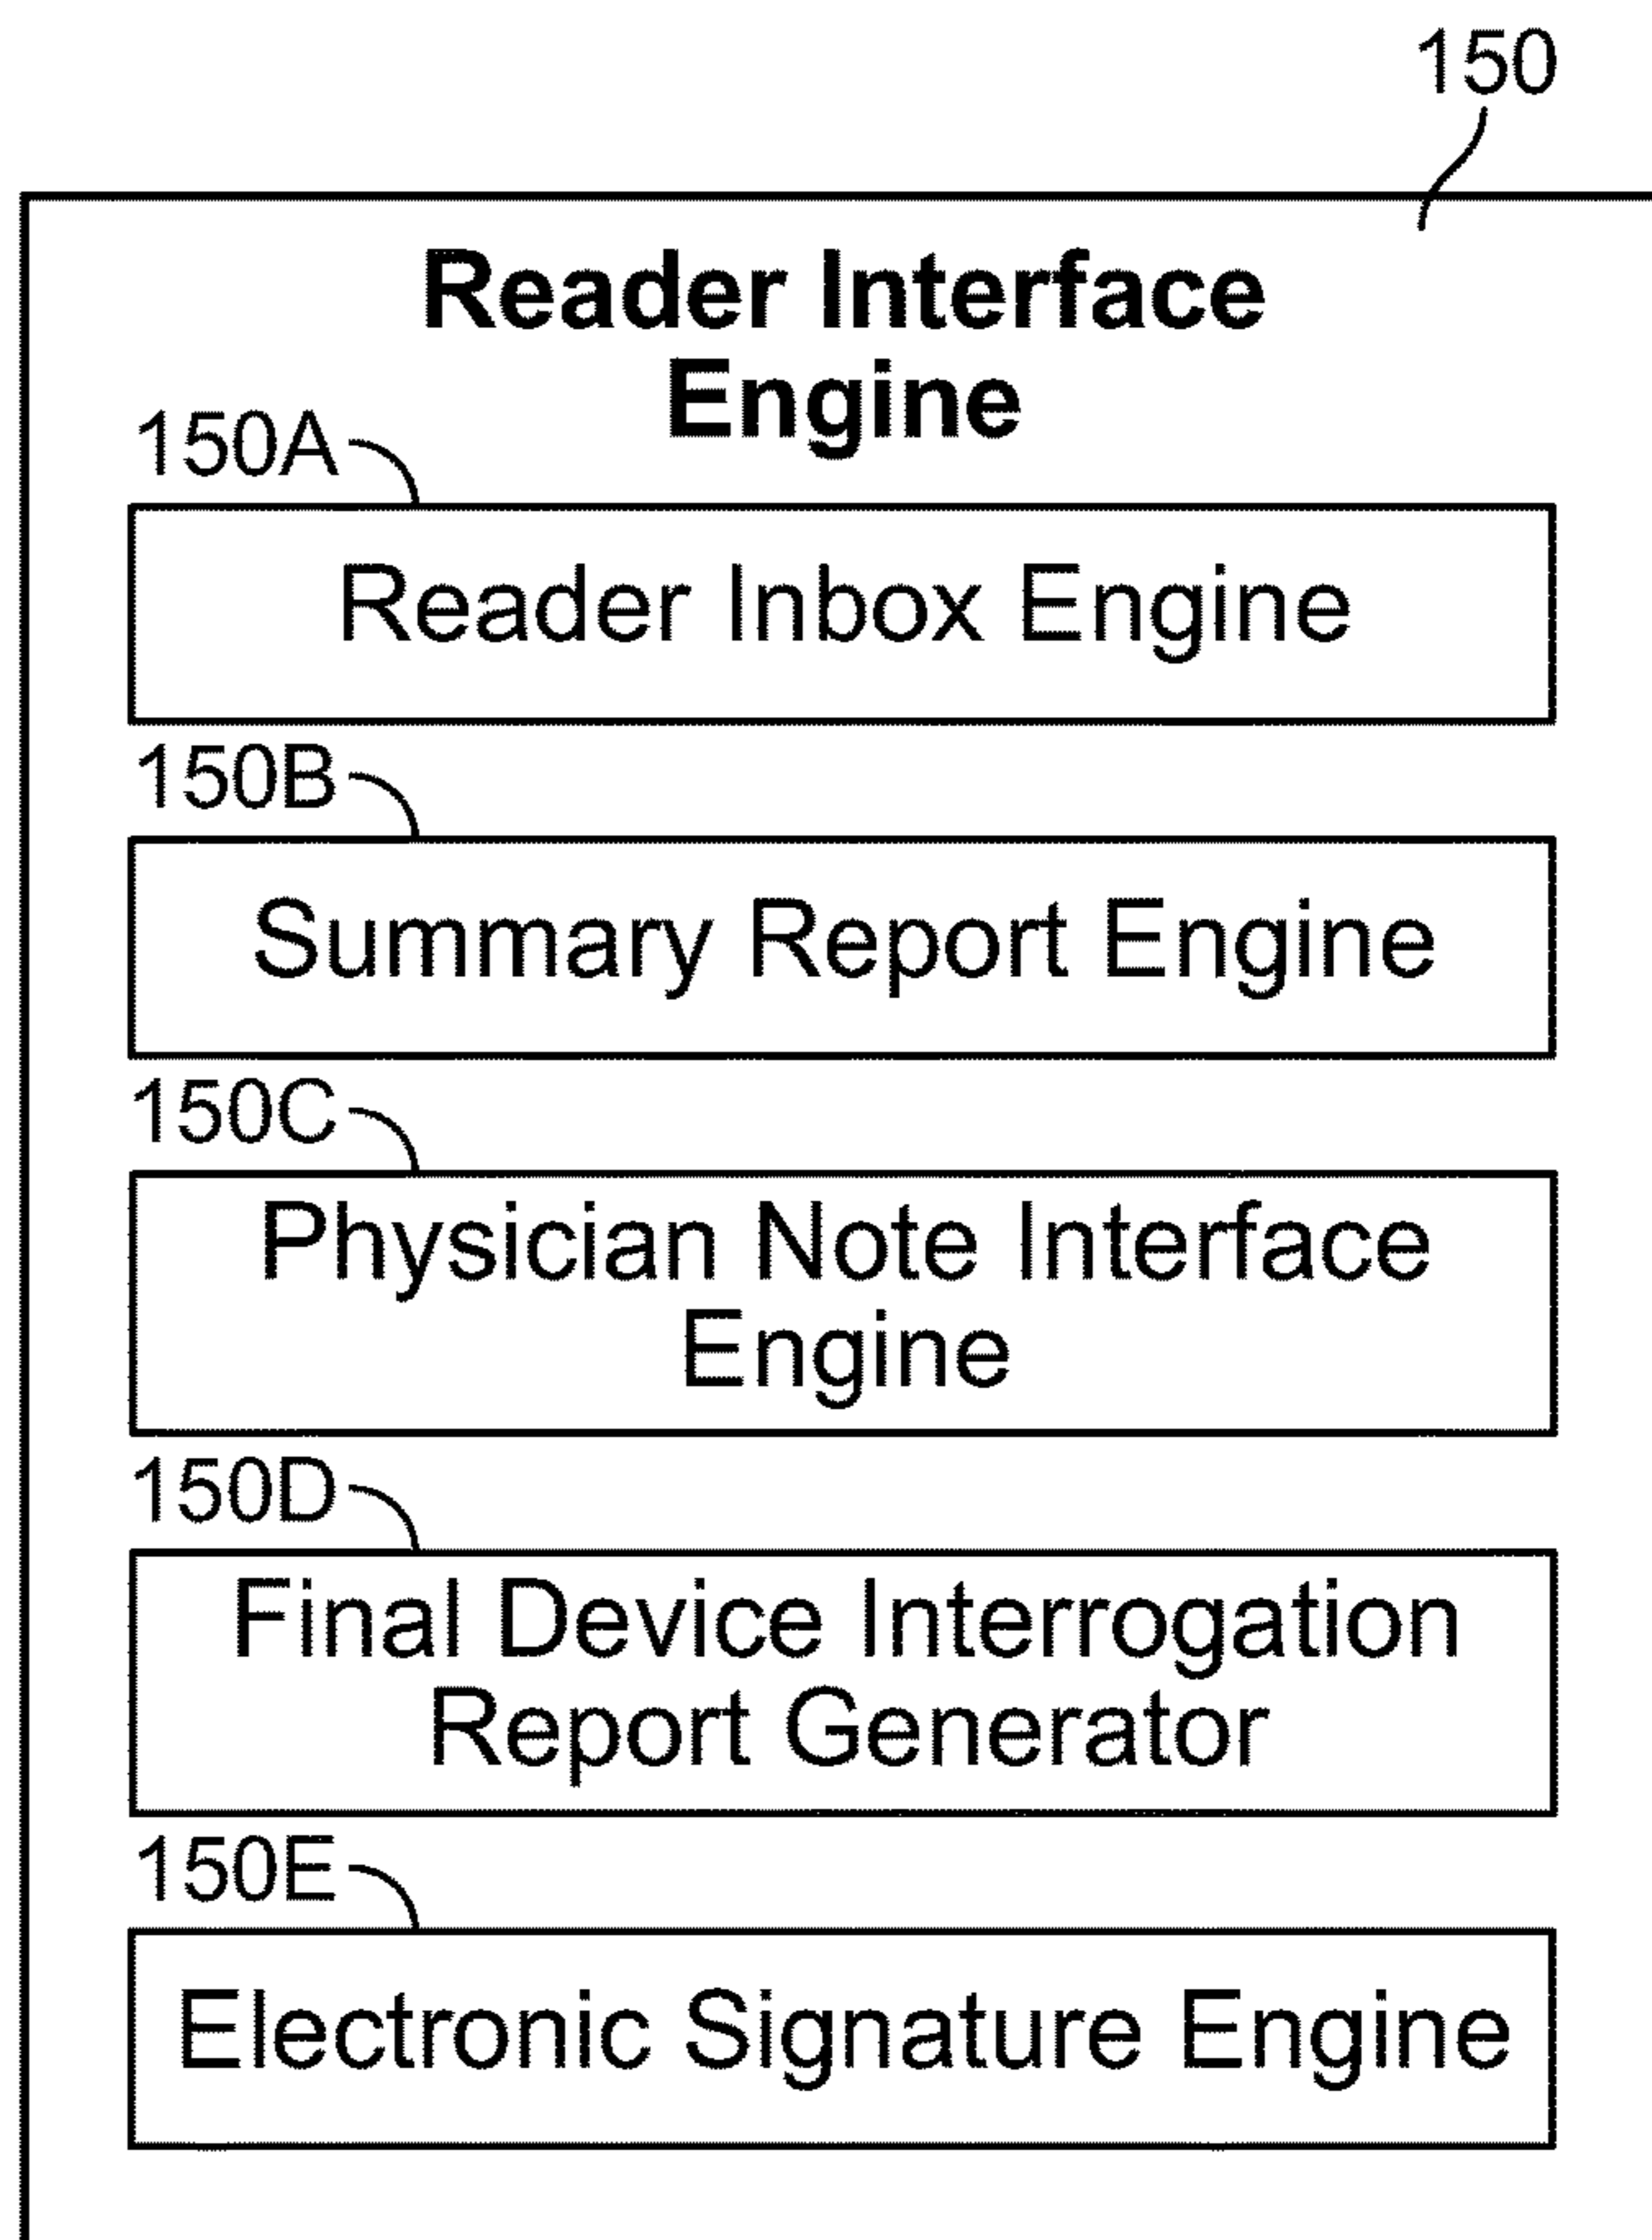 150
Reader Interface
Engine
150A
Reader Inbox Engine
150B
Summary Report Engine
150C
Physician Note Interface
Engine
150D
Final Device Interrogation
Report Generator
150E
Electronic Signature Engine